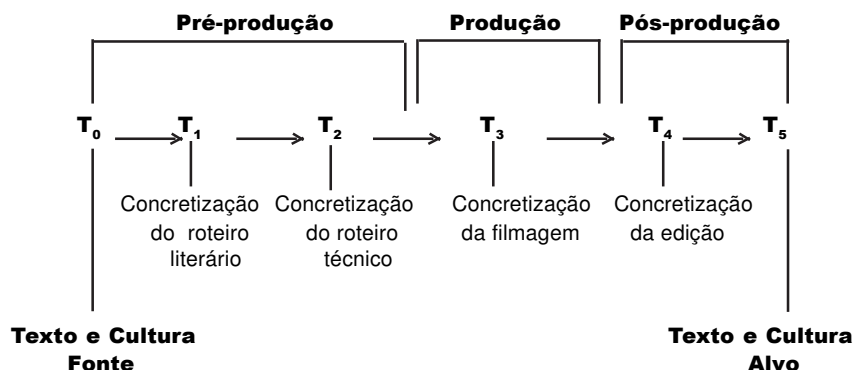 Pré-produção Produção Pós-produção
T0 T1 T2 T3 T4 T5
Concretização Concretização Concretização Concretização
do roteiro do roteiro da filmagem da edição
literário técnico
Texto e Cultura Texto e Cultura
Fonte Alvo